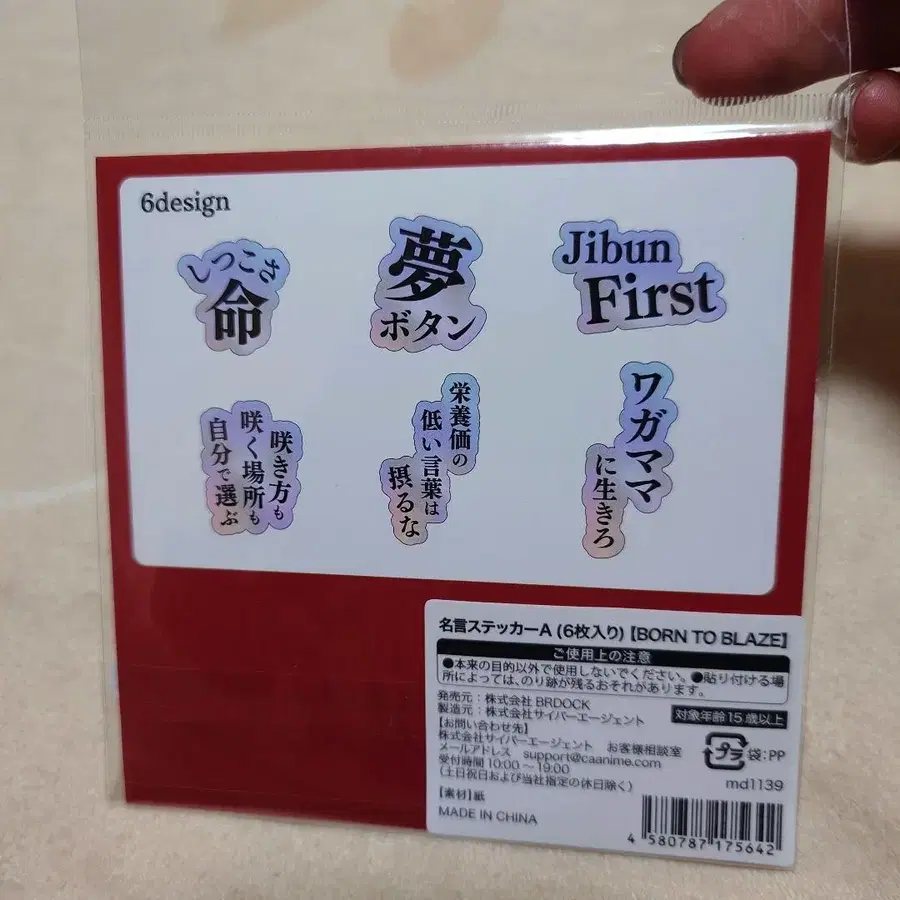 6design
しつこさ
命
夢
ボタン
Jibun
First
咲き方も
咲く場所も
自分で選ぶ
栄養価の
低い言葉は
摂るな
ワガママ
に生きろ
名言ステッカーA (6枚入り)【BORN TO BLAZE】
ご使用上の注意
●本来の目的以外で使用しないでください。●貼り付ける場
所によっては、のり跡が残るおそれがあります。
発売元：株式会社 BRDOCK
製造元：株式会社サイバーエージェント
対象年齢15歳以上
【お問い合わせ先】
株式会社サイバーエージェント お客様相談室
メールアドレス support@caanime.com
受付時間 10:00～19:00
(土日祝日および当社指定の休日除く)
プラ 袋:PP
md1139
【素材】紙
MADE IN CHINA
4 580787 175642